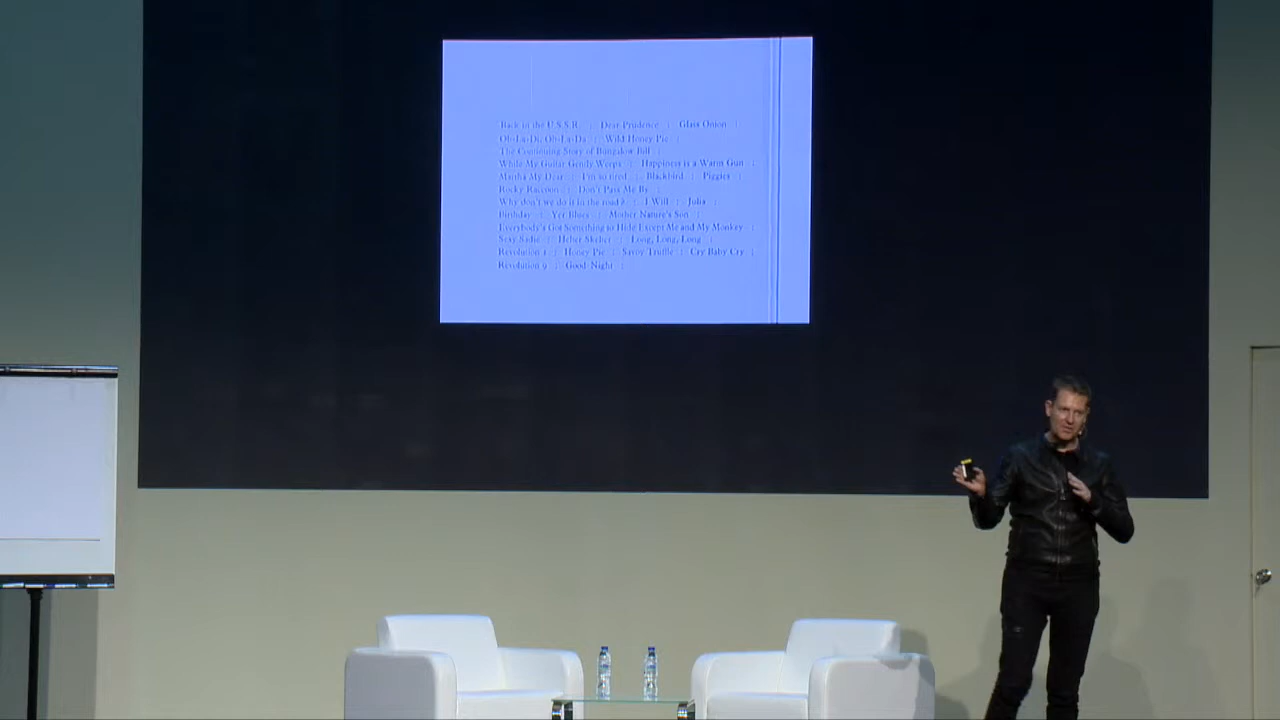 Back in the U.S.S.R. : Dear Prudence : Glass Onion :
Ob-La-Di, Ob-La-Da : Wild Honey Pie :
The Continuing Story of Bungalow Bill :
While My Guitar Gently Weeps : Happiness is a Warm Gun :
Martha My Dear : I'm so tired : Blackbird : Piggies :
Rocky Raccoon : Don't Pass Me By :
Why don't we do it in the road? : I Will : Julia :
Birthday : Yer Blues : Mother Nature's Son :
Everybody's Got Something to Hide Except Me and My Monkey :
Sexy Sadie : Helter Skelter : Long, Long, Long :
Revolution 1 : Honey Pie : Savoy Truffle : Cry Baby Cry :
Revolution 9 : Good Night :